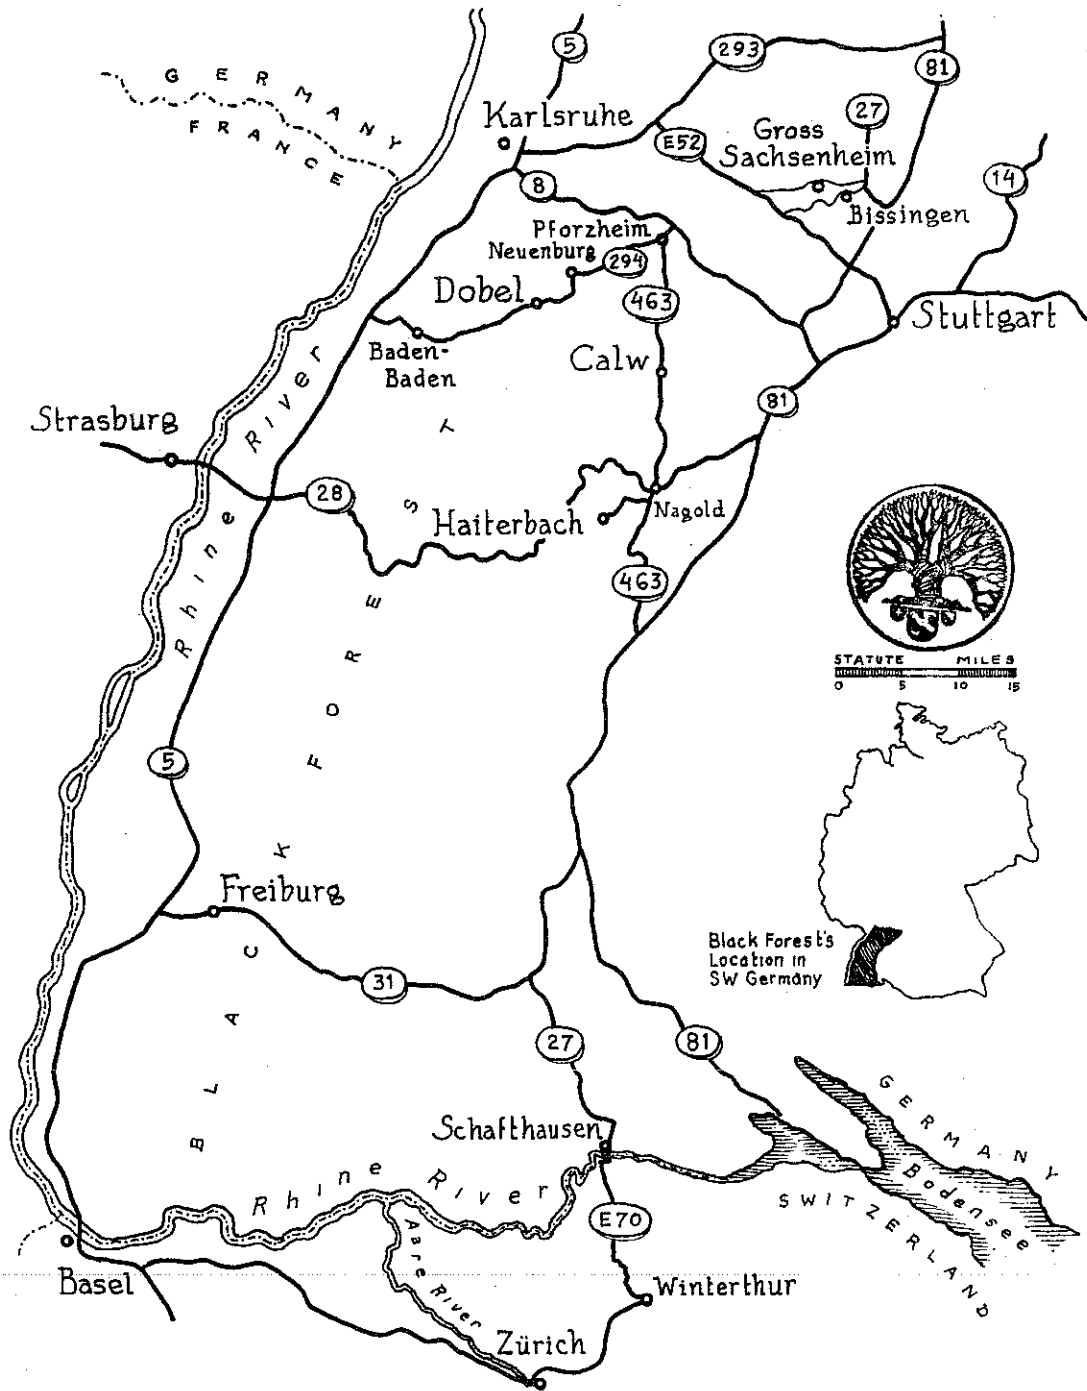 GERMANY
FRANCE
5
293
81
Karlsruhe
E52
27
Gross
Sachsenheim
14
8
Bissingen
Pforzheim
Neuenburg
294
Dobel
463
Stuttgart
Baden-
Baden
Calw
81
Rhine River
Strasburg
28
Haiterbach
Nagold
463
STATUTE MILES
0 5 10 15
5
BLACK FOREST
Freiburg
Black Forest's
Location in
SW Germany
31
27
81
Schafthausen
GERMANY
Bodensee
SWITZERLAND
Rhine River
Rhine River
E70
Aare River
Basel
Winterthur
Zürich